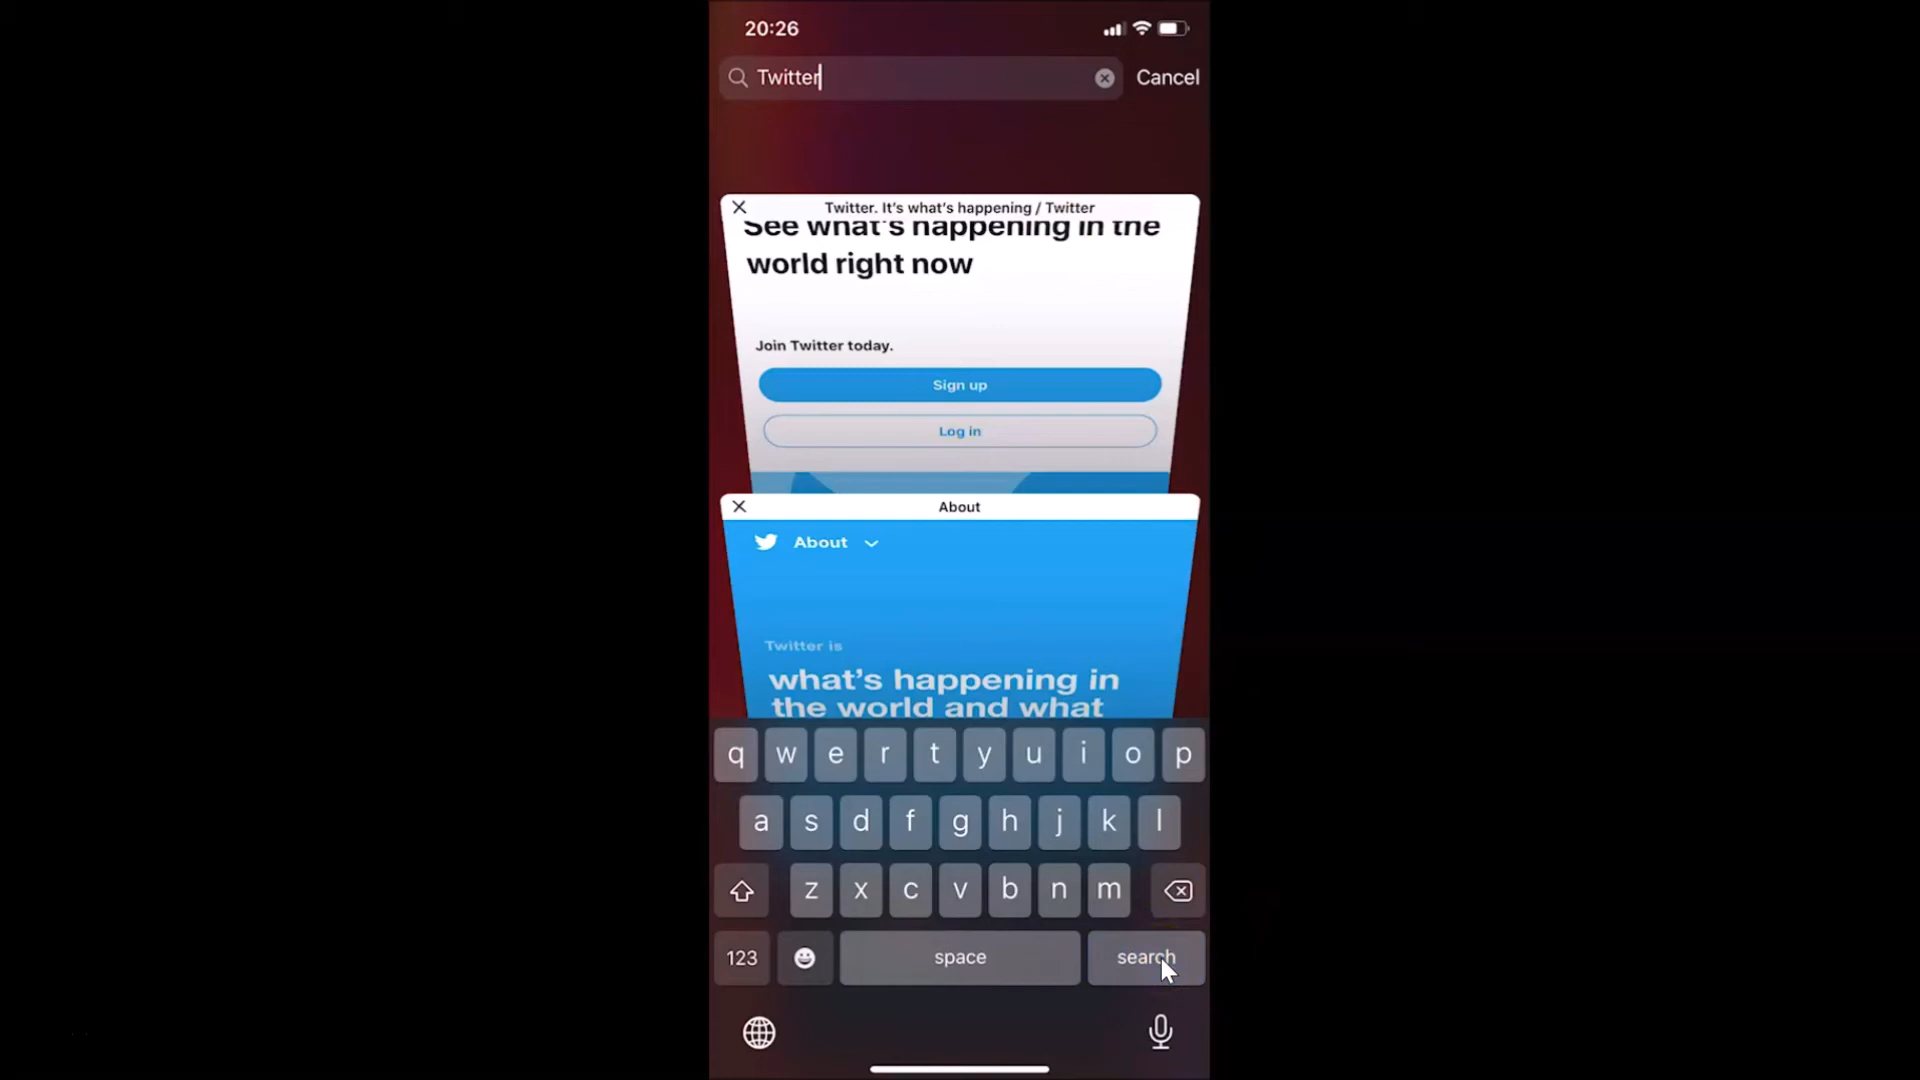 20:26
Twitter
Cancel
Twitter. It's what's happening / Twitter
See what's happening in the
world right now
Join Twitter today.
Sign up
Log in
About
About
Twitter is
what's happening in
the world and what
q w e r t y u i o p
a s d f g h j k l
z x c v b n m
123 space search